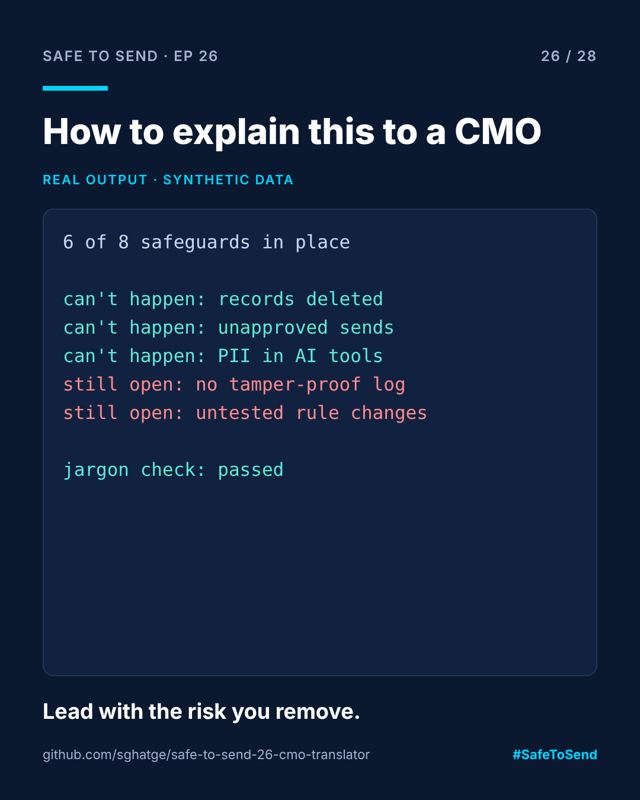 SAFE TO SEND · EP 26
26 / 28
How to explain this to a CMO
REAL OUTPUT · SYNTHETIC DATA
6 of 8 safeguards in place
can't happen: records deleted
can't happen: unapproved sends
can't happen: PII in AI tools
still open: no tamper-proof log
still open: untested rule changes
jargon check: passed
Lead with the risk you remove.
github.com/sghatge/safe-to-send-26-cmo-translator
#SafeToSend